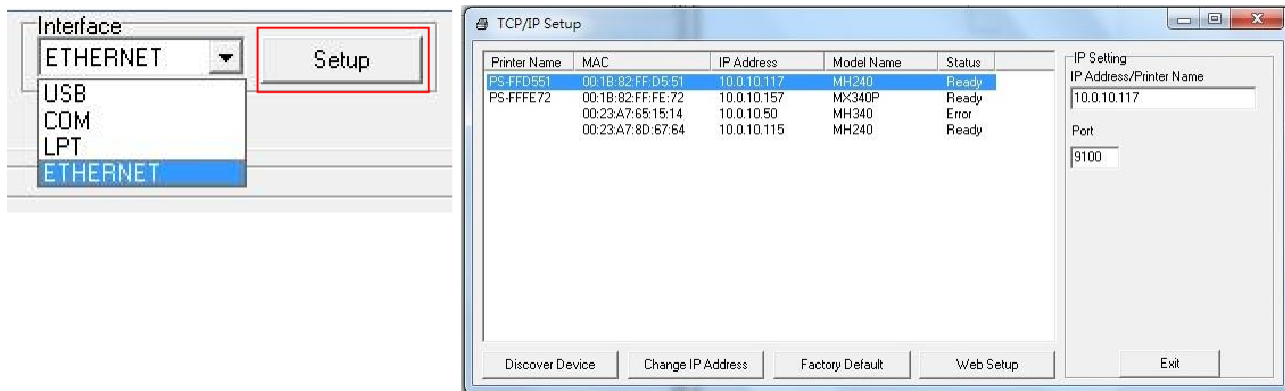 Interface
ETHERNET
Setup
USB
COM
LPT
ETHERNET
TCP/IP Setup
Printer Name MAC IP Address Model Name Status
PS-FFD551 00:1B:82:FF:D5:51 10.0.10.117 MH240 Ready
PS-FFFE72 00:1B:82:FF:FE:72 10.0.10.157 MX340P Ready
00:23:A7:65:15:14 10.0.10.50 MH340 Error
00:23:A7:8D:67:64 10.0.10.115 MH240 Ready
IP Setting
IP Address/Printer Name
10.0.10.117
Port
9100
Discover Device Change IP Address Factory Default Web Setup Exit